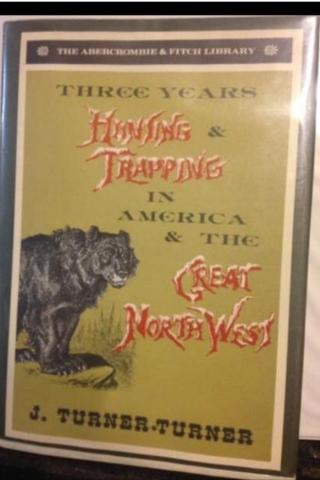 THE ABERCROMBIE & FITCH LIBRARY
THREE YEARS
HUNTING &
TRAPPING
IN
AMERICA
& THE
GREAT
NORTH WEST
J. TURNER-TURNER